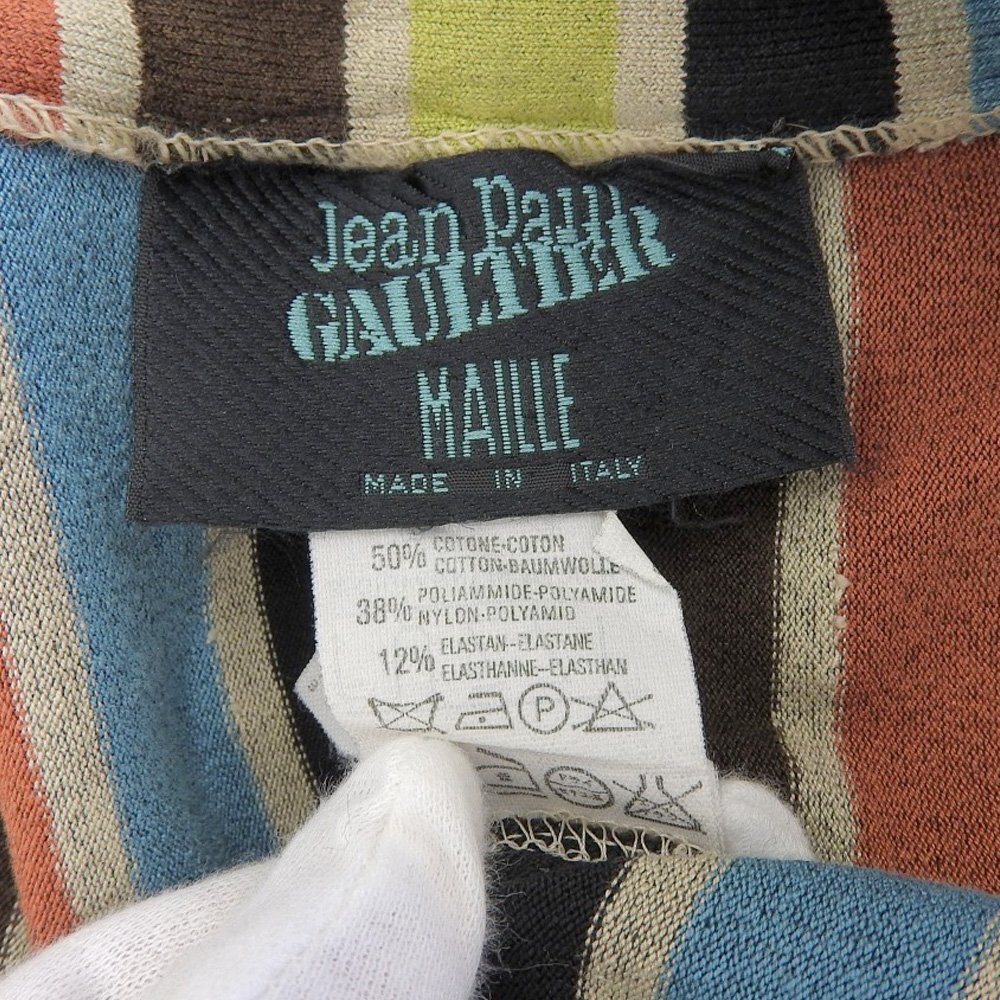 Jean Paul
GAULTIER
MAILLE
MADE IN ITALY
50% COTONE-COTON
COTTON-BAUMWOLLE
38% POLIAMMIDE-POLYAMIDE
NYLON-POLYAMID
12% ELASTAN-ELASTANE
ELASTHANNE-ELASTHAN
P